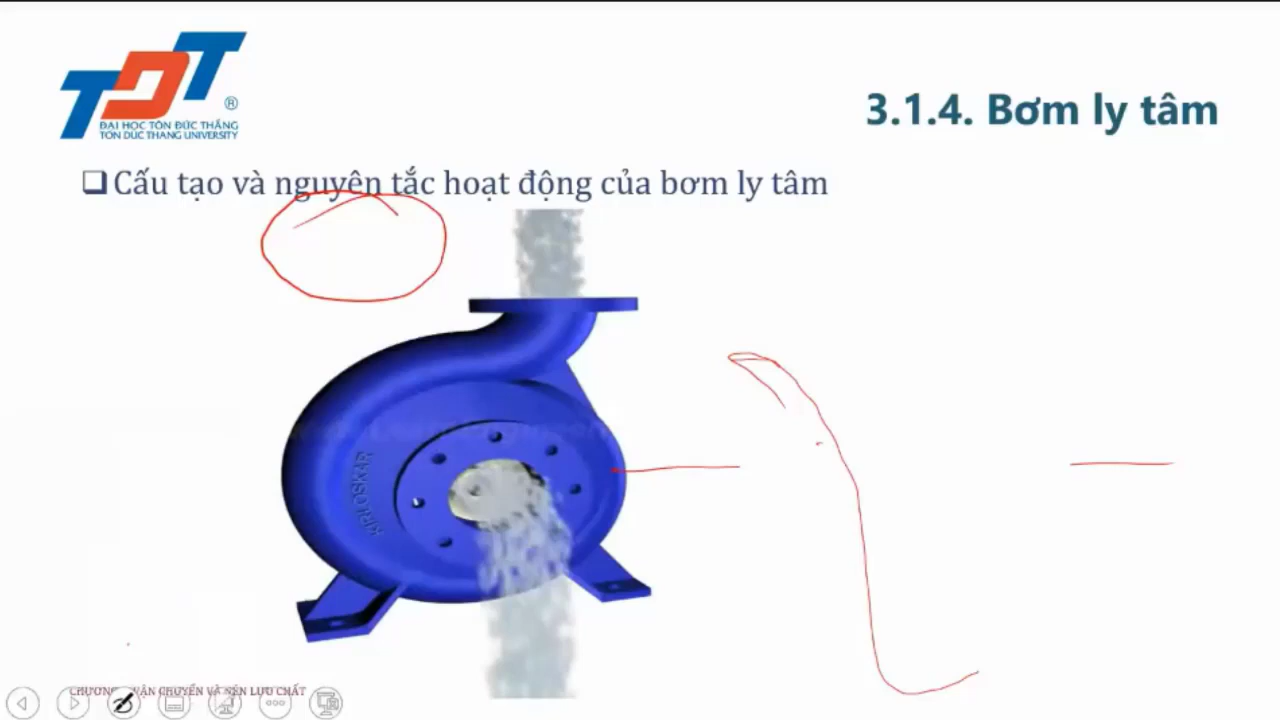 TDT
®
ĐẠI HỌC TÔN ĐỨC THẮNG
TON DUC THANG UNIVERSITY
3.1.4. Bơm ly tâm
❑ Cấu tạo và nguyên tắc hoạt động của bơm ly tâm
KIRLOSKAR
VẬN CHUYỂN VÀ NÉN LƯU CHẤT